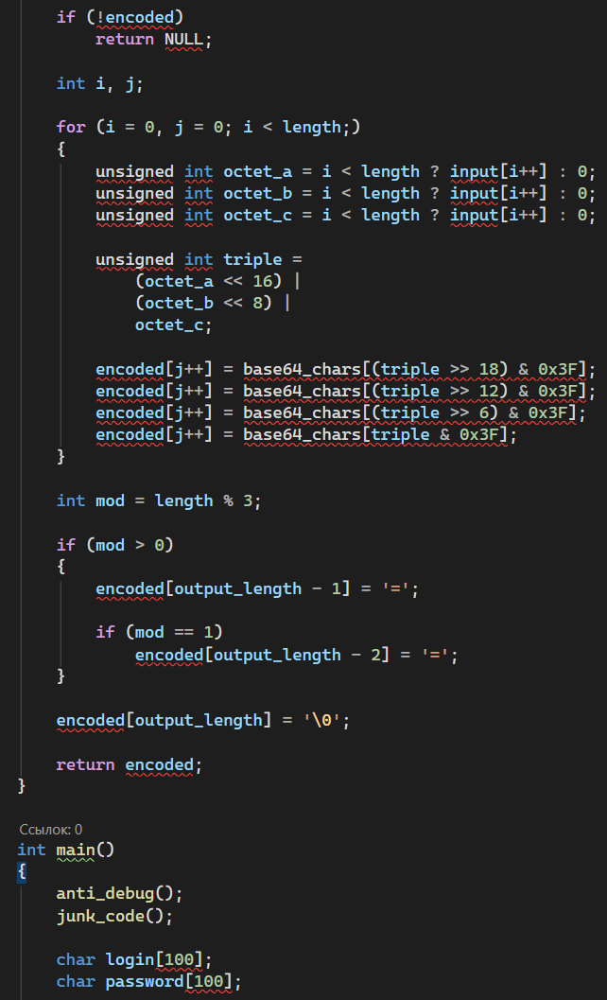 if (!encoded)
return NULL;
int i, j;
for (i = 0, j = 0; i < length;)
{
unsigned int octet_a = i < length ? input[i++] : 0;
unsigned int octet_b = i < length ? input[i++] : 0;
unsigned int octet_c = i < length ? input[i++] : 0;
unsigned int triple =
(octet_a << 16) |
(octet_b << 8) |
octet_c;
encoded[j++] = base64_chars[(triple >> 18) & 0x3F];
encoded[j++] = base64_chars[(triple >> 12) & 0x3F];
encoded[j++] = base64_chars[(triple >> 6) & 0x3F];
encoded[j++] = base64_chars[triple & 0x3F];
}
int mod = length % 3;
if (mod > 0)
{
encoded[output_length - 1] = '=';
if (mod == 1)
encoded[output_length - 2] = '=';
}
encoded[output_length] = '\0';
return encoded;
}
Ссылок: 0
int main()
{
anti_debug();
junk_code();
char login[100];
char password[100];